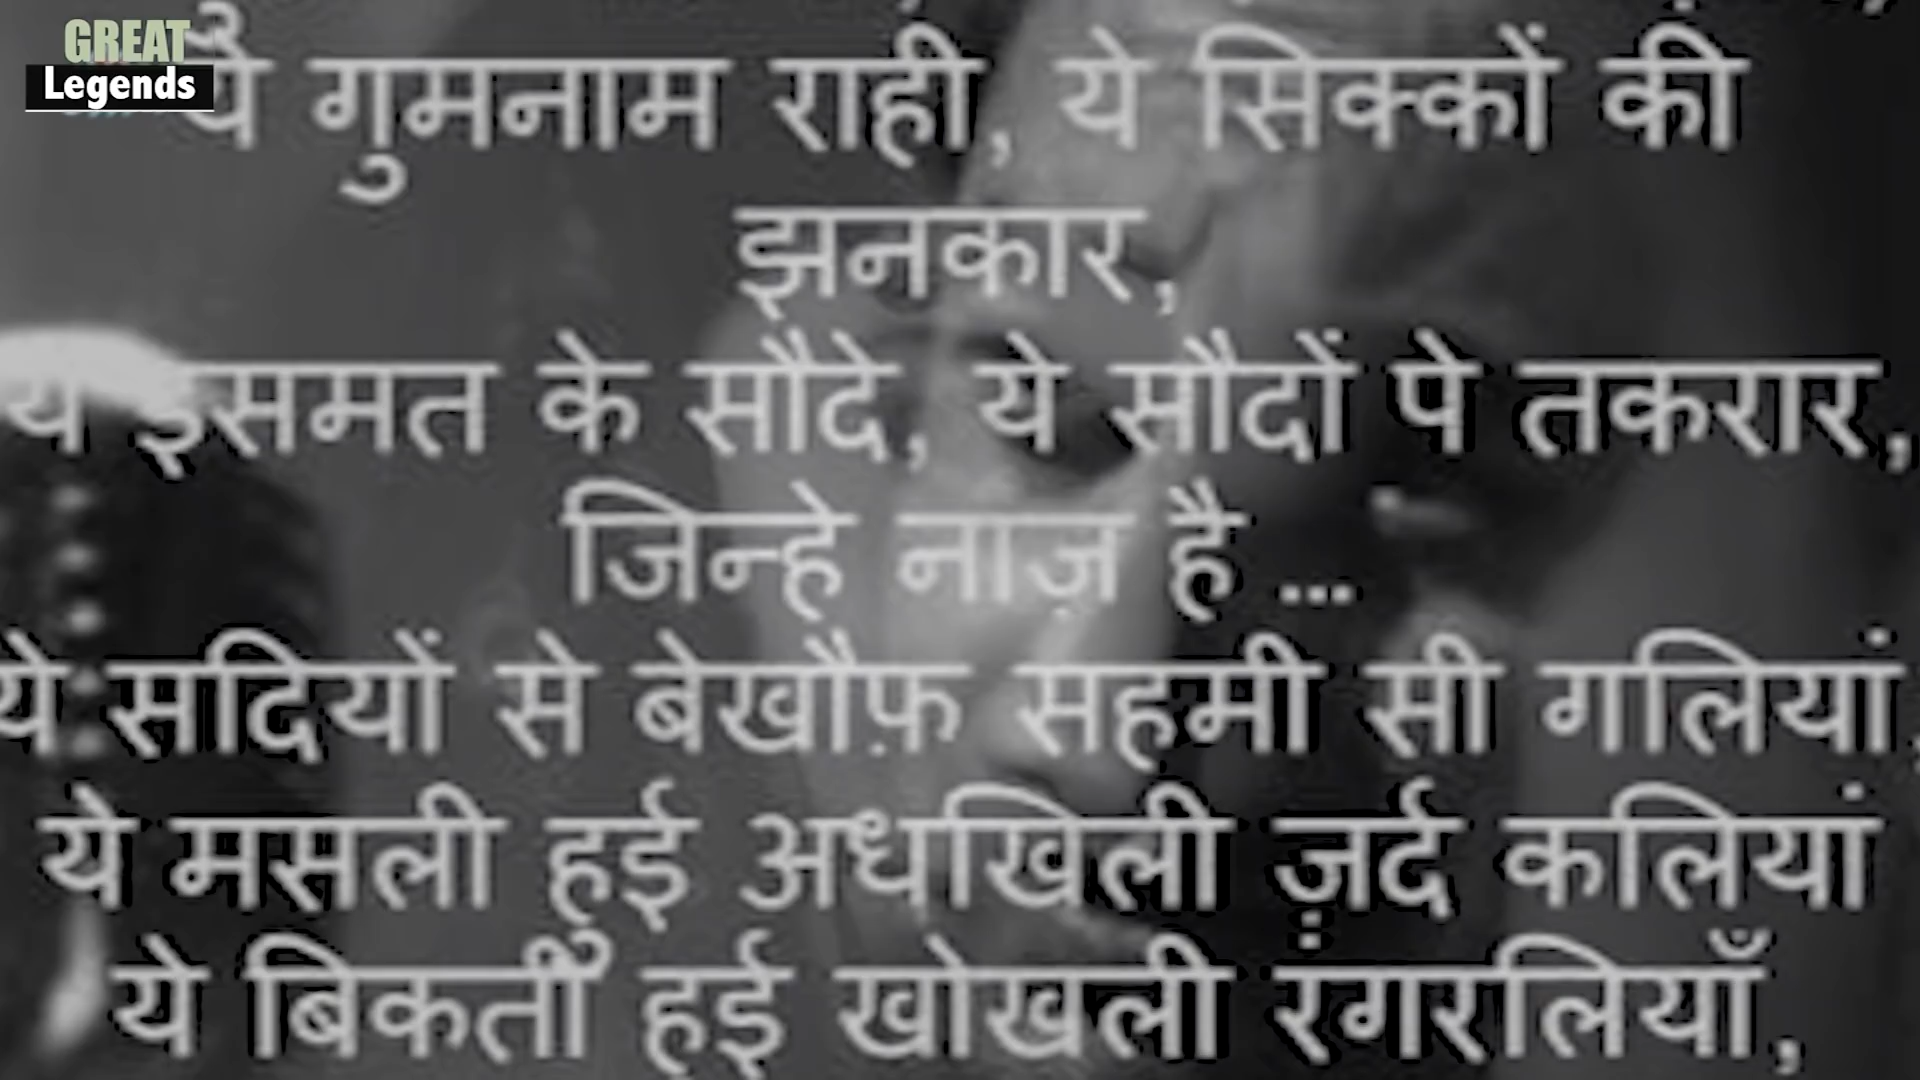 GREAT
Legends
ये गुमनाम राही, ये सिक्कों की
झनकार,
ये इसमत के सौदे, ये सौदों पे तकरार,
जिन्हे नाज़ है ...
ये सदियों से बेखौफ़ सहमी सी गलियां,
ये मसली हुई अधखिली ज़र्द कलियां
ये बिकती हुई खोखली रंगरलियाँ,